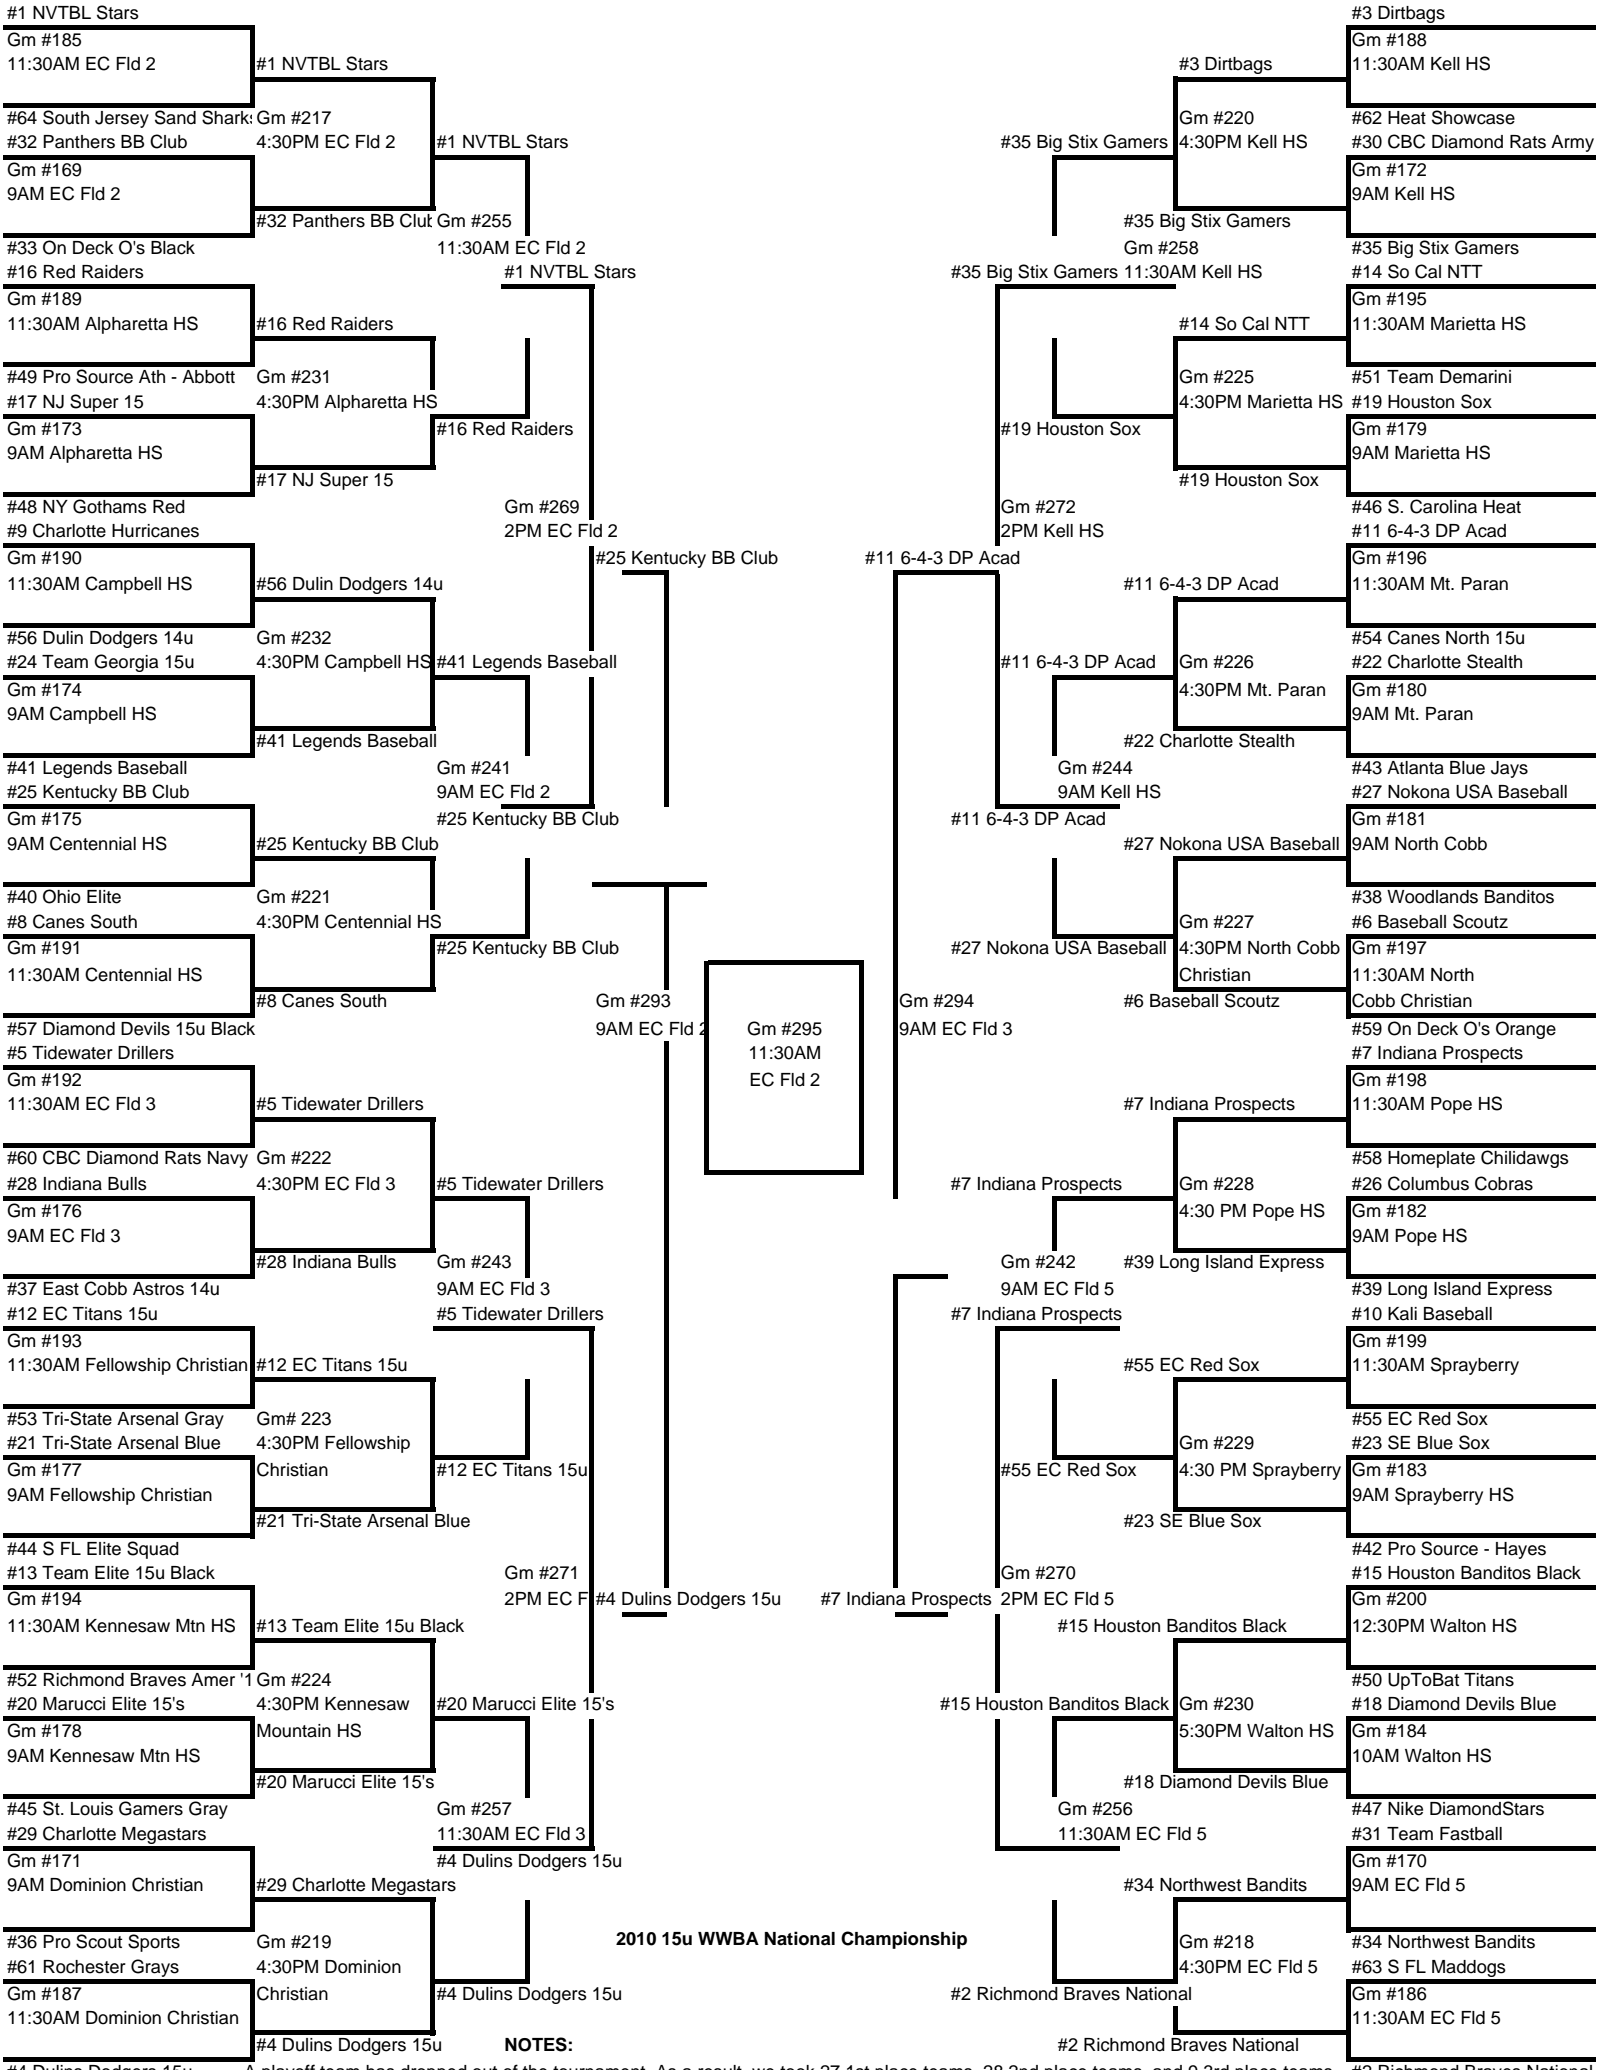 #1 NVTBL Stars
Gm #185
11:30AM EC Fld 2
#64 South Jersey Sand Sharks
#32 Panthers BB Club
Gm #169
9AM EC Fld 2
#33 On Deck O's Black
#16 Red Raiders
Gm #189
11:30AM Alpharetta HS
#49 Pro Source Ath - Abbott
#17 NJ Super 15
Gm #173
9AM Alpharetta HS
#48 NY Gothams Red
#9 Charlotte Hurricanes
Gm #190
11:30AM Campbell HS
#56 Dulin Dodgers 14u
#24 Team Georgia 15u
Gm #174
9AM Campbell HS
#41 Legends Baseball
#25 Kentucky BB Club
Gm #175
9AM Centennial HS
#40 Ohio Elite
#8 Canes South
Gm #191
11:30AM Centennial HS
#57 Diamond Devils 15u Black
#5 Tidewater Drillers
Gm #192
11:30AM EC Fld 3
#60 CBC Diamond Rats Navy
#28 Indiana Bulls
Gm #176
9AM EC Fld 3
#37 East Cobb Astros 14u
#12 EC Titans 15u
Gm #193
11:30AM Fellowship Christian
#53 Tri-State Arsenal Gray
#21 Tri-State Arsenal Blue
Gm #177
9AM Fellowship Christian
#44 S FL Elite Squad
#13 Team Elite 15u Black
Gm #194
11:30AM Kennesaw Mtn HS
#52 Richmond Braves Amer '1
#20 Marucci Elite 15's
Gm #178
9AM Kennesaw Mtn HS
#45 St. Louis Gamers Gray
#29 Charlotte Megastars
Gm #171
9AM Dominion Christian
#36 Pro Scout Sports
#61 Rochester Grays
Gm #187
11:30AM Dominion Christian
#4 Dulins Dodgers 15u
#1 NVTBL Stars
Gm #217
4:30PM EC Fld 2
#32 Panthers BB Club
#16 Red Raiders
Gm #231
4:30PM Alpharetta HS
#17 NJ Super 15
#56 Dulin Dodgers 14u
Gm #232
4:30PM Campbell HS
#41 Legends Baseball
#25 Kentucky BB Club
Gm #221
4:30PM Centennial HS
#8 Canes South
#5 Tidewater Drillers
Gm #222
4:30PM EC Fld 3
#28 Indiana Bulls
#12 EC Titans 15u
Gm# 223
4:30PM Fellowship
Christian
#21 Tri-State Arsenal Blue
#13 Team Elite 15u Black
Gm #224
4:30PM Kennesaw
Mountain HS
#20 Marucci Elite 15's
#29 Charlotte Megastars
Gm #219
4:30PM Dominion
Christian
#4 Dulins Dodgers 15u
#1 NVTBL Stars
Gm #255
11:30AM EC Fld 2
#16 Red Raiders
#41 Legends Baseball
Gm #241
9AM EC Fld 2
#25 Kentucky BB Club
#25 Kentucky BB Club
#5 Tidewater Drillers
Gm #243
9AM EC Fld 3
#5 Tidewater Drillers
#12 EC Titans 15u
#20 Marucci Elite 15's
Gm #257
11:30AM EC Fld 3
#4 Dulins Dodgers 15u
#4 Dulins Dodgers 15u
#1 NVTBL Stars
Gm #269
2PM EC Fld 2
Gm #271
2PM EC F
#25 Kentucky BB Club
Gm #293
9AM EC Fld 2
#4 Dulins Dodgers 15u
Gm #295
11:30AM
EC Fld 2
#11 6-4-3 DP Acad
Gm #294
9AM EC Fld 3
#7 Indiana Prospects
#35 Big Stix Gamers
Gm #272
2PM Kell HS
#11 6-4-3 DP Acad
#7 Indiana Prospects
Gm #270
2PM EC Fld 5
#35 Big Stix Gamers
Gm #258
11:30AM Kell HS
#19 Houston Sox
#11 6-4-3 DP Acad
Gm #244
9AM Kell HS
#27 Nokona USA Baseball
#7 Indiana Prospects
Gm #242
9AM EC Fld 5
#55 EC Red Sox
#15 Houston Banditos Black
Gm #256
11:30AM EC Fld 5
#2 Richmond Braves National
#3 Dirtbags
Gm #220
4:30PM Kell HS
#35 Big Stix Gamers
#14 So Cal NTT
Gm #225
4:30PM Marietta HS
#19 Houston Sox
#11 6-4-3 DP Acad
Gm #226
4:30PM Mt. Paran
#22 Charlotte Stealth
#27 Nokona USA Baseball
Gm #227
4:30PM North Cobb
Christian
#6 Baseball Scoutz
#7 Indiana Prospects
Gm #228
4:30 PM Pope HS
#39 Long Island Express
#55 EC Red Sox
Gm #229
4:30 PM Sprayberry
#23 SE Blue Sox
#15 Houston Banditos Black
Gm #230
5:30PM Walton HS
#18 Diamond Devils Blue
#34 Northwest Bandits
Gm #218
4:30PM EC Fld 5
#2 Richmond Braves National
#3 Dirtbags
Gm #188
11:30AM Kell HS
#62 Heat Showcase
#30 CBC Diamond Rats Army
Gm #172
9AM Kell HS
#35 Big Stix Gamers
#14 So Cal NTT
Gm #195
11:30AM Marietta HS
#51 Team Demarini
#19 Houston Sox
Gm #179
9AM Marietta HS
#46 S. Carolina Heat
#11 6-4-3 DP Acad
Gm #196
11:30AM Mt. Paran
#54 Canes North 15u
#22 Charlotte Stealth
Gm #180
9AM Mt. Paran
#43 Atlanta Blue Jays
#27 Nokona USA Baseball
Gm #181
9AM North Cobb
#38 Woodlands Banditos
#6 Baseball Scoutz
Gm #197
11:30AM North
Cobb Christian
#59 On Deck O's Orange
#7 Indiana Prospects
Gm #198
11:30AM Pope HS
#58 Homeplate Chilidawgs
#26 Columbus Cobras
Gm #182
9AM Pope HS
#39 Long Island Express
#10 Kali Baseball
Gm #199
11:30AM Sprayberry
#55 EC Red Sox
#23 SE Blue Sox
Gm #183
9AM Sprayberry HS
#42 Pro Source - Hayes
#15 Houston Banditos Black
Gm #200
12:30PM Walton HS
#50 UpToBat Titans
#18 Diamond Devils Blue
Gm #184
10AM Walton HS
#47 Nike DiamondStars
#31 Team Fastball
Gm #170
9AM EC Fld 5
#34 Northwest Bandits
#63 S FL Maddogs
Gm #186
11:30AM EC Fld 5
#2 Richmond Braves National
2010 15u WWBA National Championship
NOTES:
A playoff team has dropped out of the tournament. As a result, we took 27 1st place teams, 28 2nd place teams, and 9 3rd place teams